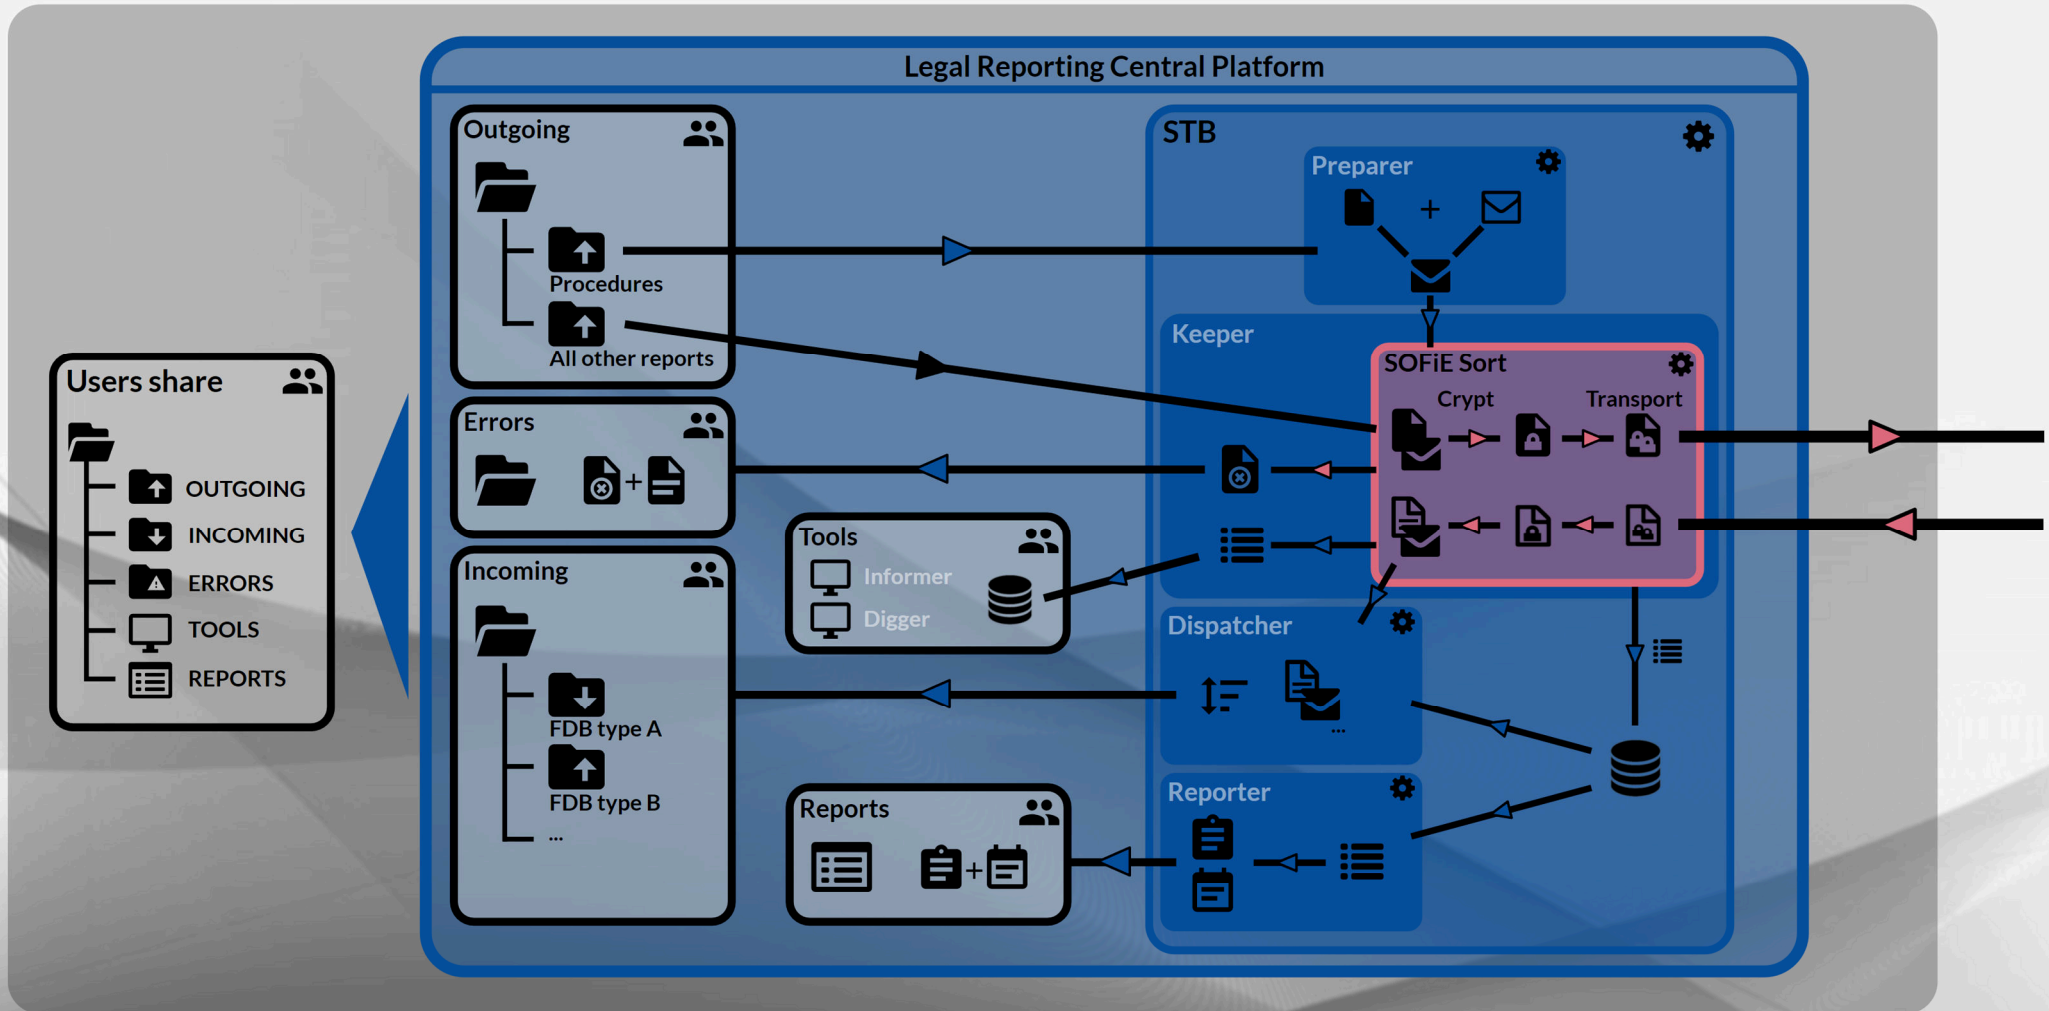 Legal Reporting Central Platform
Users share
OUTGOING
INCOMING
ERRORS
TOOLS
REPORTS
Outgoing
Procedures
All other reports
Errors
Incoming
FDB type A
FDB type B
...
Tools
Informer
Digger
Reports
STB
Preparer
+
Keeper
SOFiE Sort
Crypt
Transport
Dispatcher
...
Reporter